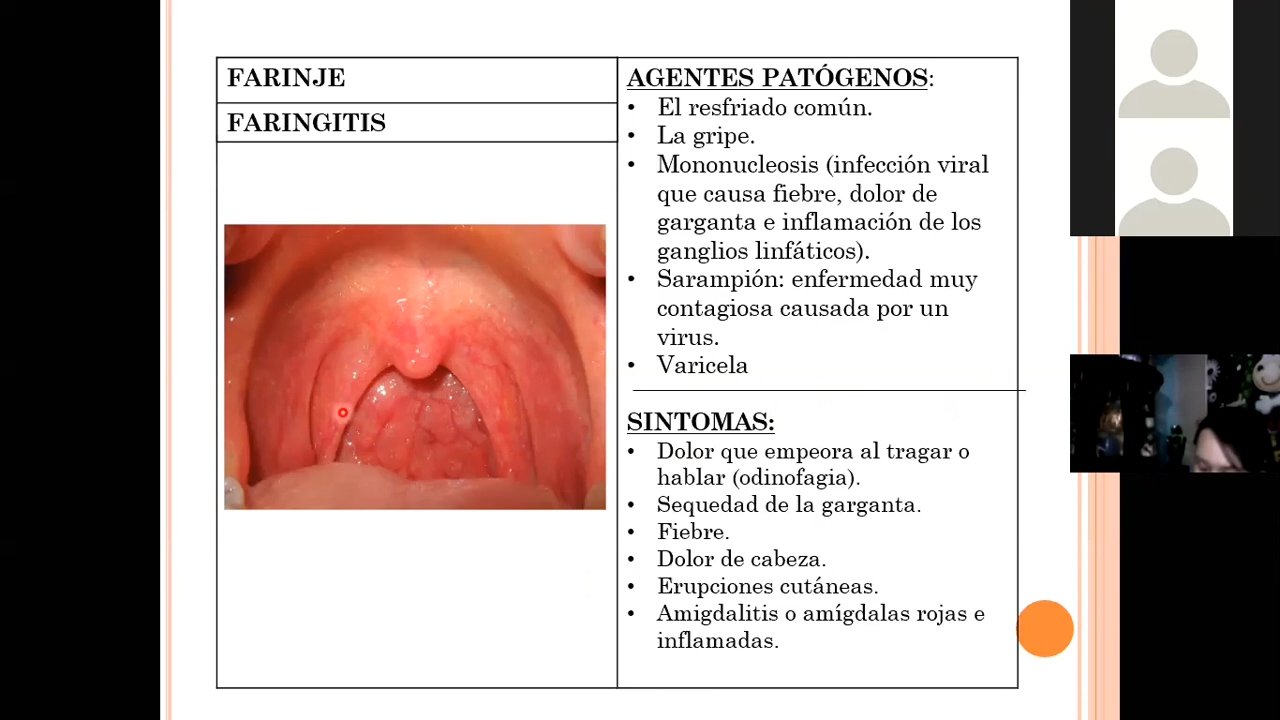 FARINJE
FARINGITIS
AGENTES PATÓGENOS:
• El resfriado común.
• La gripe.
• Mononucleosis (infección viral
que causa fiebre, dolor de
garganta e inflamación de los
ganglios linfáticos).
• Sarampión: enfermedad muy
contagiosa causada por un
virus.
• Varicela
SINTOMAS:
• Dolor que empeora al tragar o
hablar (odinofagia).
• Sequedad de la garganta.
• Fiebre.
• Dolor de cabeza.
• Erupciones cutáneas.
• Amigdalitis o amígdalas rojas e
inflamadas.